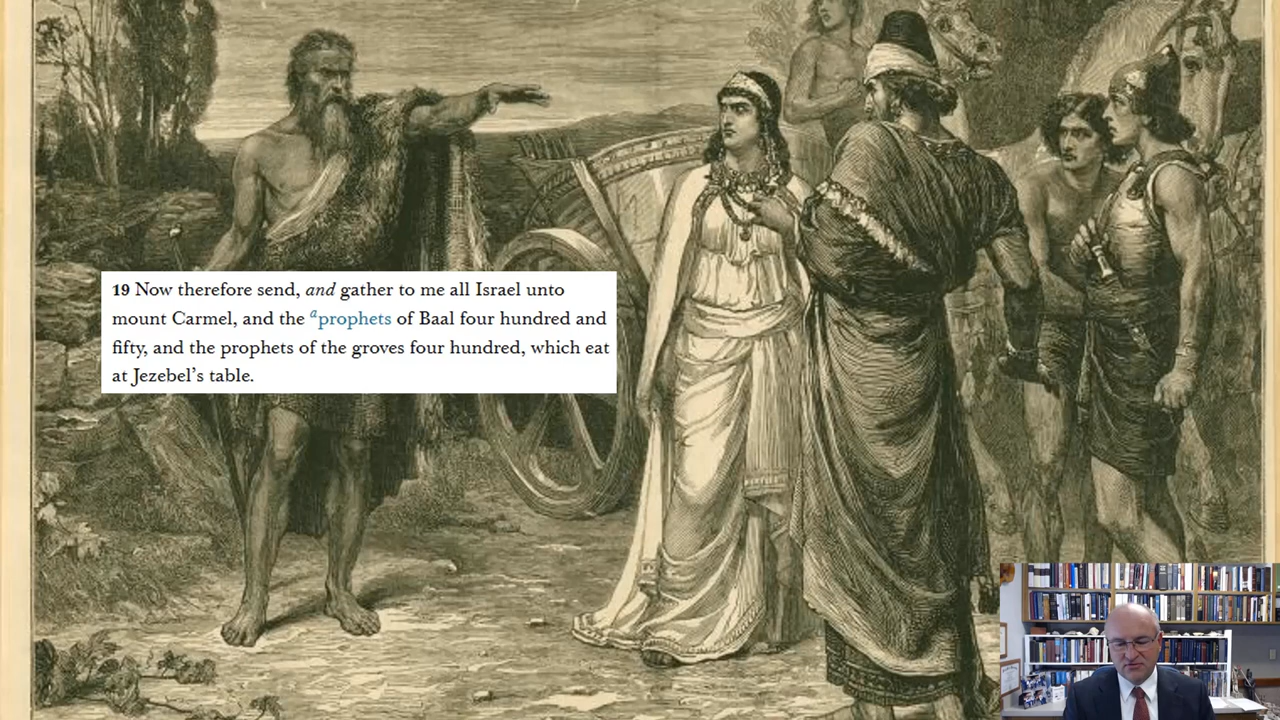 19 Now therefore send, and gather to me all Israel unto
mount Carmel, and the ᵃprophets of Baal four hundred and
fifty, and the prophets of the groves four hundred, which eat
at Jezebel’s table.